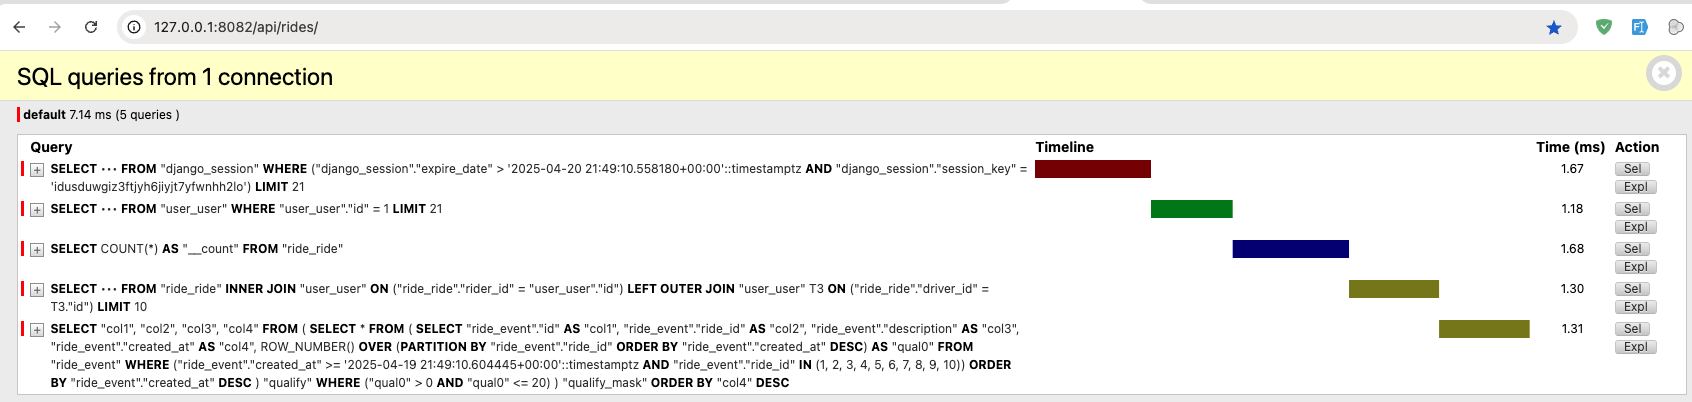 127.0.0.1:8082/api/rides/
SQL queries from 1 connection
default 7.14 ms (5 queries )
Query Timeline Time (ms) Action
SELECT ••• FROM "django_session" WHERE ("django_session"."expire_date" > '2025-04-20 21:49:10.558180+00:00'::timestamptz AND "django_session"."session_key" = 1.67 Sel
'idusduwgiz3ftjyh6jiyjt7yfwnhh2lo') LIMIT 21 Expl
SELECT ••• FROM "user_user" WHERE "user_user"."id" = 1 LIMIT 21 1.18 Sel
Expl
SELECT COUNT(*) AS "__count" FROM "ride_ride" 1.68 Sel
Expl
SELECT ••• FROM "ride_ride" INNER JOIN "user_user" ON ("ride_ride"."rider_id" = "user_user"."id") LEFT OUTER JOIN "user_user" T3 ON ("ride_ride"."driver_id" = 1.30 Sel
T3."id") LIMIT 10 Expl
SELECT "col1", "col2", "col3", "col4" FROM ( SELECT * FROM ( SELECT "ride_event"."id" AS "col1", "ride_event"."ride_id" AS "col2", "ride_event"."description" AS "col3", 1.31 Sel
"ride_event"."created_at" AS "col4", ROW_NUMBER() OVER (PARTITION BY "ride_event"."ride_id" ORDER BY "ride_event"."created_at" DESC) AS "qual0" FROM Expl
"ride_event" WHERE ("ride_event"."created_at" >= '2025-04-19 21:49:10.604445+00:00'::timestamptz AND "ride_event"."ride_id" IN (1, 2, 3, 4, 5, 6, 7, 8, 9, 10)) ORDER
BY "ride_event"."created_at" DESC ) "qualify" WHERE ("qual0" > 0 AND "qual0" <= 20) ) "qualify_mask" ORDER BY "col4" DESC